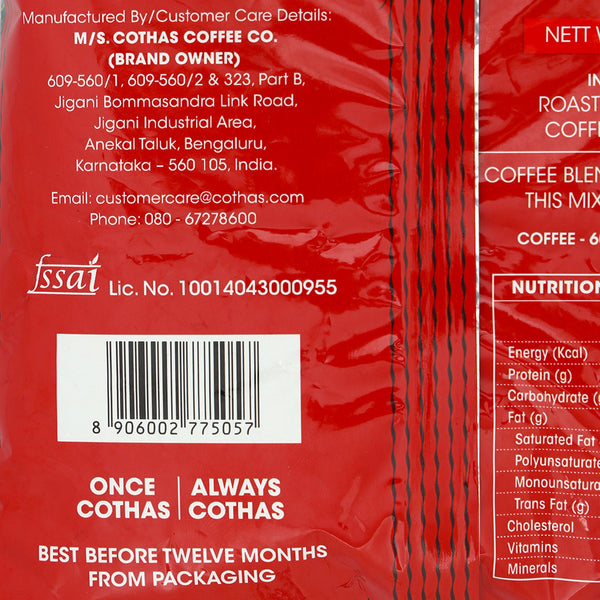 Manufactured By/Customer Care Details:
M/S. COTHAS COFFEE CO.
(BRAND OWNER)
609-560/1, 609-560/2 & 323, Part B,
Jigani Bommasandra Link Road,
Jigani Industrial Area,
Anekal Taluk, Bengaluru,
Karnataka – 560 105, India.
Email: customercare@cothas.com
Phone: 080 - 67278600
fssai Lic. No. 10014043000955
8 906002 775057
ONCE COTHAS | ALWAYS COTHAS
BEST BEFORE TWELVE MONTHS
FROM PACKAGING
NETT
ROAST
COFFE
COFFEE BLEN
THIS MIX
COFFEE - 60
NUTRITION
Energy (Kcal)
Protein (g)
Carbohydrate (g
Fat (g)
Saturated Fat
Polyunsaturate
Monounsatura
Trans Fat (g)
Cholesterol
Vitamins
Minerals